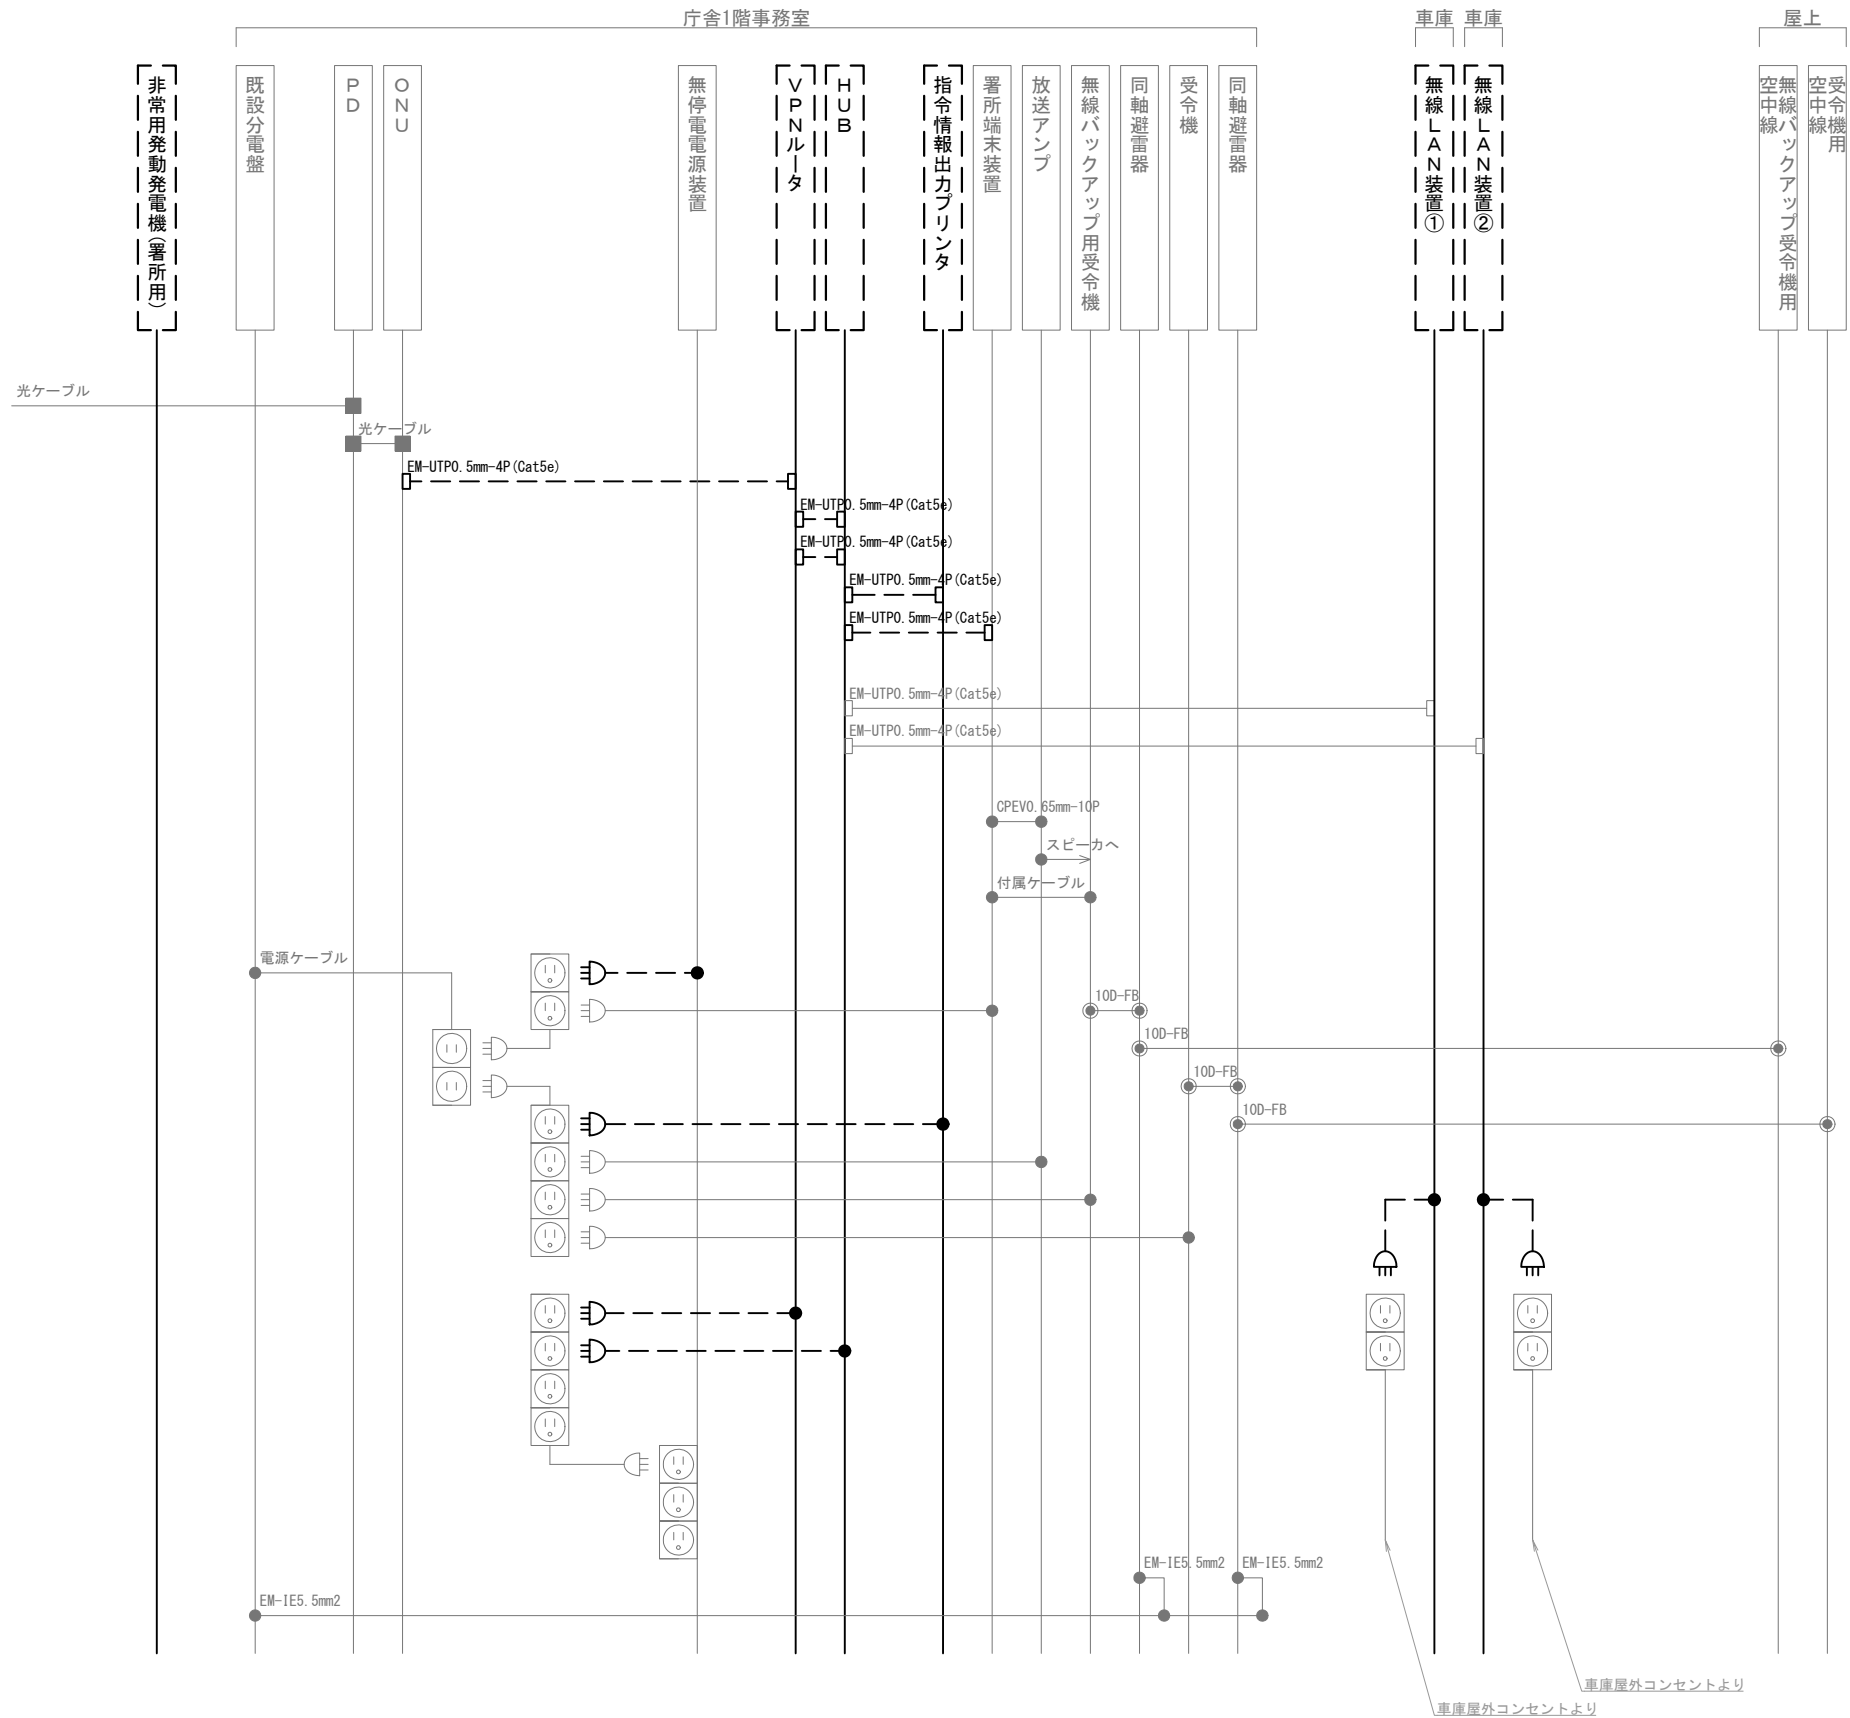 庁舎1階事務室
車庫
車庫
屋上
非常用発動発電機(署所用)
既設分電盤
PD
ONU
無停電電源装置
VPNルータ
HUB
指令情報出力プリンタ
署所端末装置
放送アンプ
無線バックアップ用受令機
同軸避雷器
受令機
同軸避雷器
無線LAN装置①
無線LAN装置②
無線バックアップ受令機用
空中線
受令機用
空中線
光ケーブル
光ケーブル
EM-UTP0.5mm-4P(Cat5e)
EM-UTP0.5mm-4P(Cat5e)
EM-UTP0.5mm-4P(Cat5e)
EM-UTP0.5mm-4P(Cat5e)
EM-UTP0.5mm-4P(Cat5e)
EM-UTP0.5mm-4P(Cat5e)
EM-UTP0.5mm-4P(Cat5e)
CPEV0.65mm-10P
スピーカへ
付属ケーブル
電源ケーブル
10D-FB
10D-FB
10D-FB
10D-FB
EM-IE5.5mm2
EM-IE5.5mm2
EM-IE5.5mm2
車庫屋外コンセントより
車庫屋外コンセントより